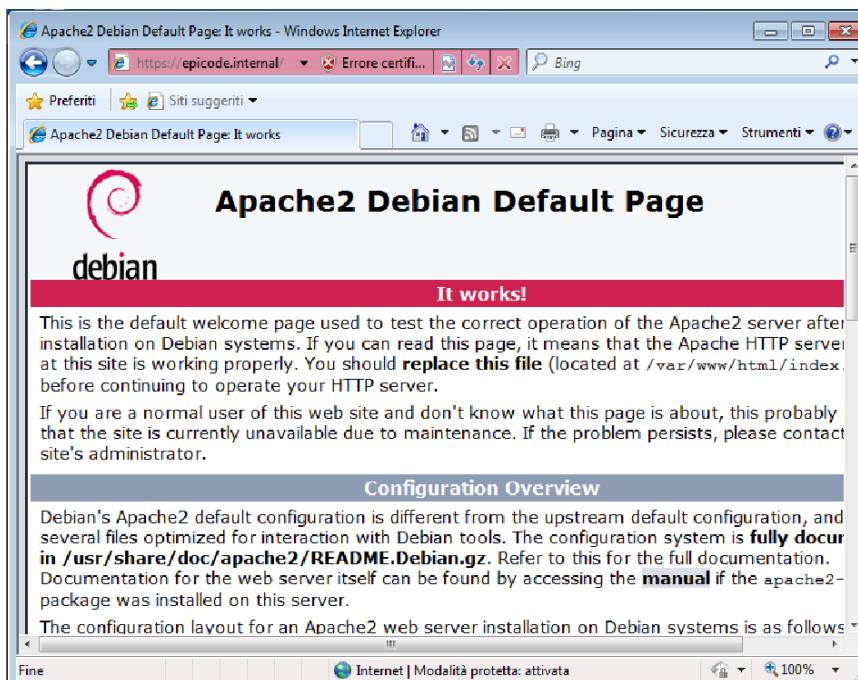 Apache2 Debian Default Page: It works - Windows Internet Explorer
https://epicode.internal/ Errore certifi... Bing
Preferiti Siti suggeriti
Apache2 Debian Default Page: It works Pagina Sicurezza Strumenti
debian
Apache2 Debian Default Page
It works!
This is the default welcome page used to test the correct operation of the Apache2 server after
installation on Debian systems. If you can read this page, it means that the Apache HTTP server
at this site is working properly. You should replace this file (located at /var/www/html/index.
before continuing to operate your HTTP server.
If you are a normal user of this web site and don't know what this page is about, this probably
that the site is currently unavailable due to maintenance. If the problem persists, please contact
site's administrator.
Configuration Overview
Debian's Apache2 default configuration is different from the upstream default configuration, and
several files optimized for interaction with Debian tools. The configuration system is fully docu
in /usr/share/doc/apache2/README.Debian.gz. Refer to this for the full documentation.
Documentation for the web server itself can be found by accessing the manual if the apache2-
package was installed on this server.
The configuration layout for an Apache2 web server installation on Debian systems is as follows
Fine Internet | Modalità protetta: attivata 100%